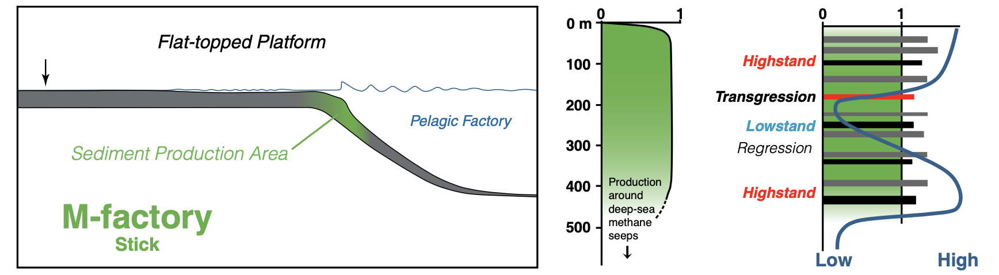 Flat-topped Platform
Pelagic Factory
Sediment Production Area
M-factory
Stick
0 1
0 m
100
200
300
400
500
Production
around
deep-sea
methane
seeps
0 1
Highstand
Transgression
Lowstand
Regression
Highstand
Low High